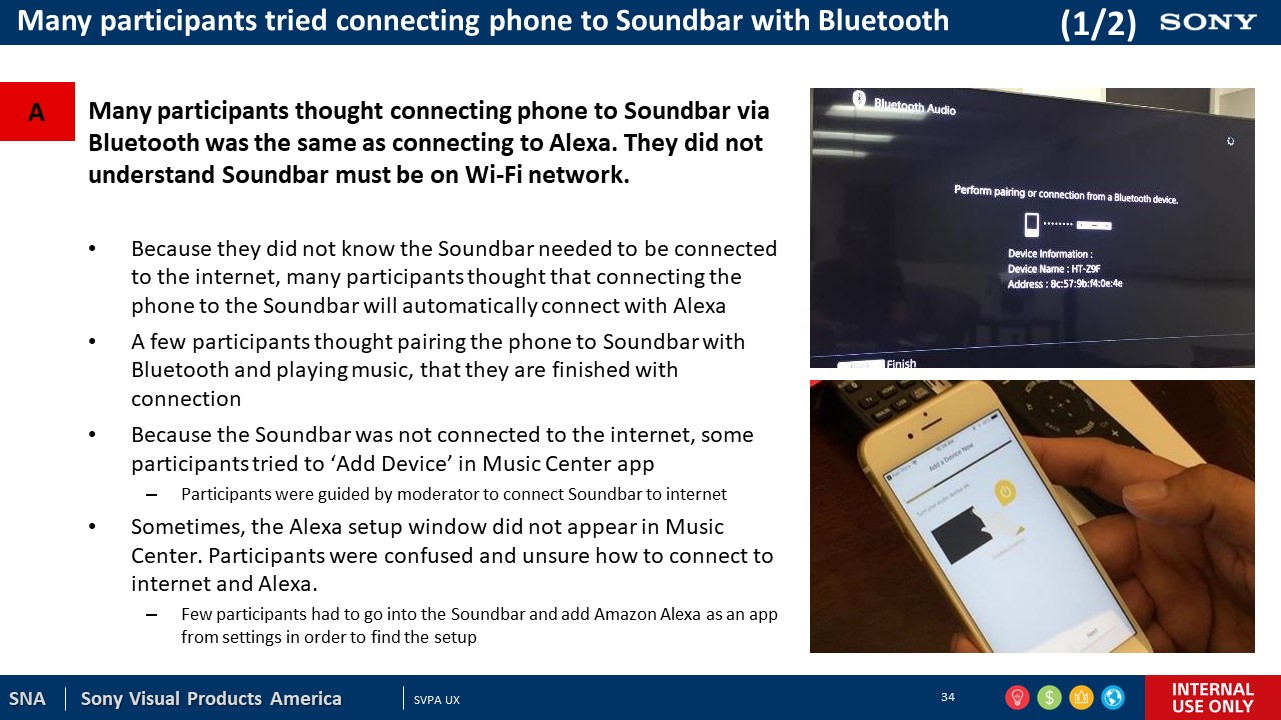 Many participants tried connecting phone to Soundbar with Bluetooth
(1/2)
SONY
A
Many participants thought connecting phone to Soundbar via
Bluetooth was the same as connecting to Alexa. They did not
understand Soundbar must be on Wi-Fi network.
• Because they did not know the Soundbar needed to be connected
to the internet, many participants thought that connecting the
phone to the Soundbar will automatically connect with Alexa
• A few participants thought pairing the phone to Soundbar with
Bluetooth and playing music, that they are finished with
connection
• Because the Soundbar was not connected to the internet, some
participants tried to ‘Add Device’ in Music Center app
– Participants were guided by moderator to connect Soundbar to internet
• Sometimes, the Alexa setup window did not appear in Music
Center. Participants were confused and unsure how to connect to
internet and Alexa.
– Few participants had to go into the Soundbar and add Amazon Alexa as an app
from settings in order to find the setup
Bluetooth Audio
Perform pairing or connection from a Bluetooth device.
Device Information :
Device Name : HT-Z9F
Address : 8c:57:9b:f4:0e:4e
Finish
Add a Device Now
Turn your audio device on.
Troubleshooting
Next
SNA
Sony Visual Products America
SVPA UX
34
INTERNAL
USE ONLY